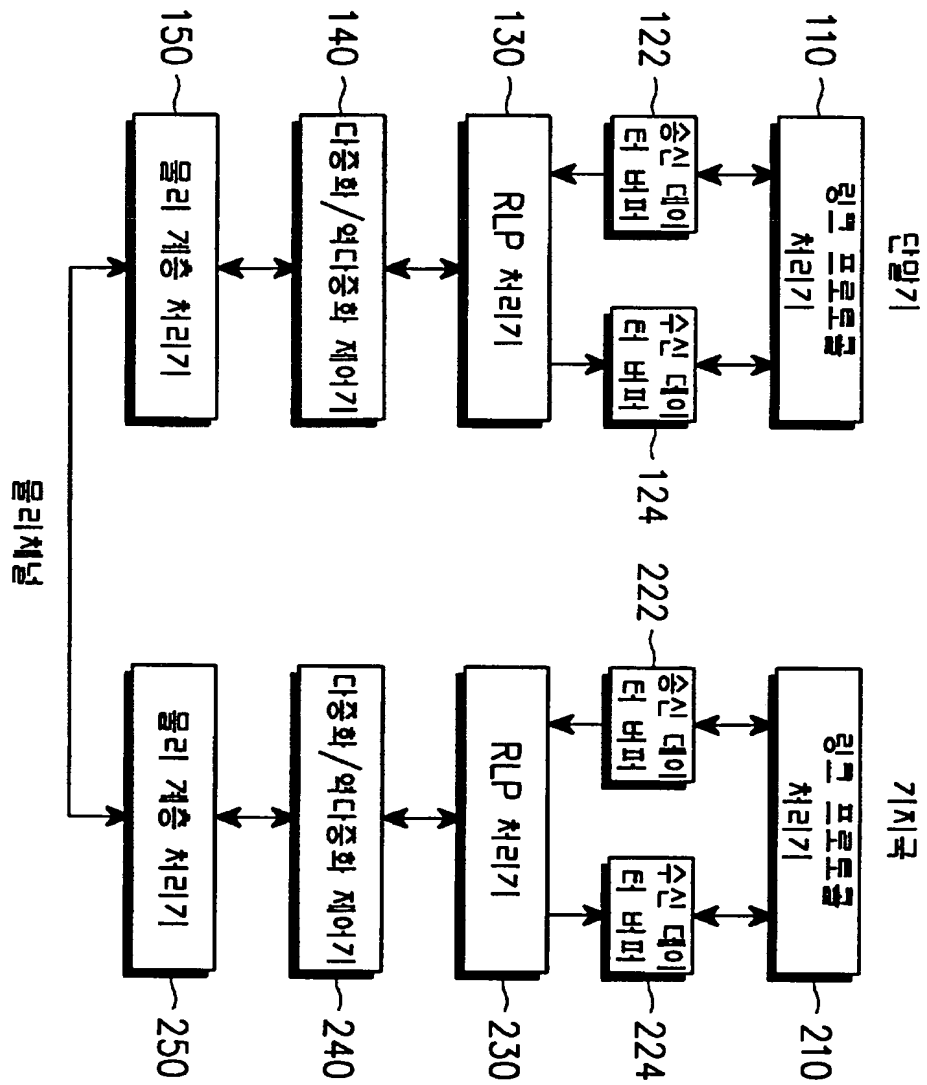 단말기
기지국
110
링크 프로토콜
처리기
링크 프로토콜
처리기
210
122
송신 데이
터 버퍼
수신 데이
터 버퍼
124
222
송신 데이
터 버퍼
수신 데이
터 버퍼
224
130
RLP 처리기
RLP 처리기
230
140
다중화/역다중화 제어기
다중화/역다중화 제어기
240
150
물리 계층 처리기
물리 계층 처리기
250
물리채널